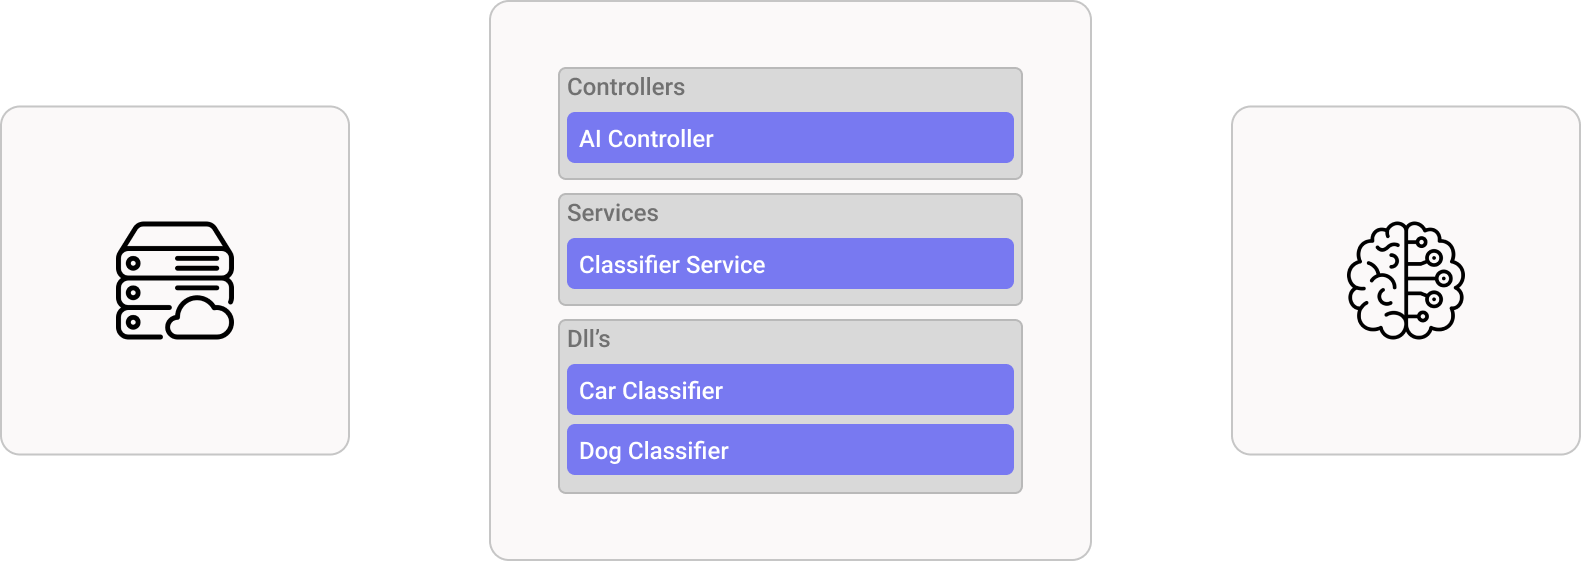 Controllers
AI Controller
Services
Classifier Service
Dll’s
Car Classifier
Dog Classifier